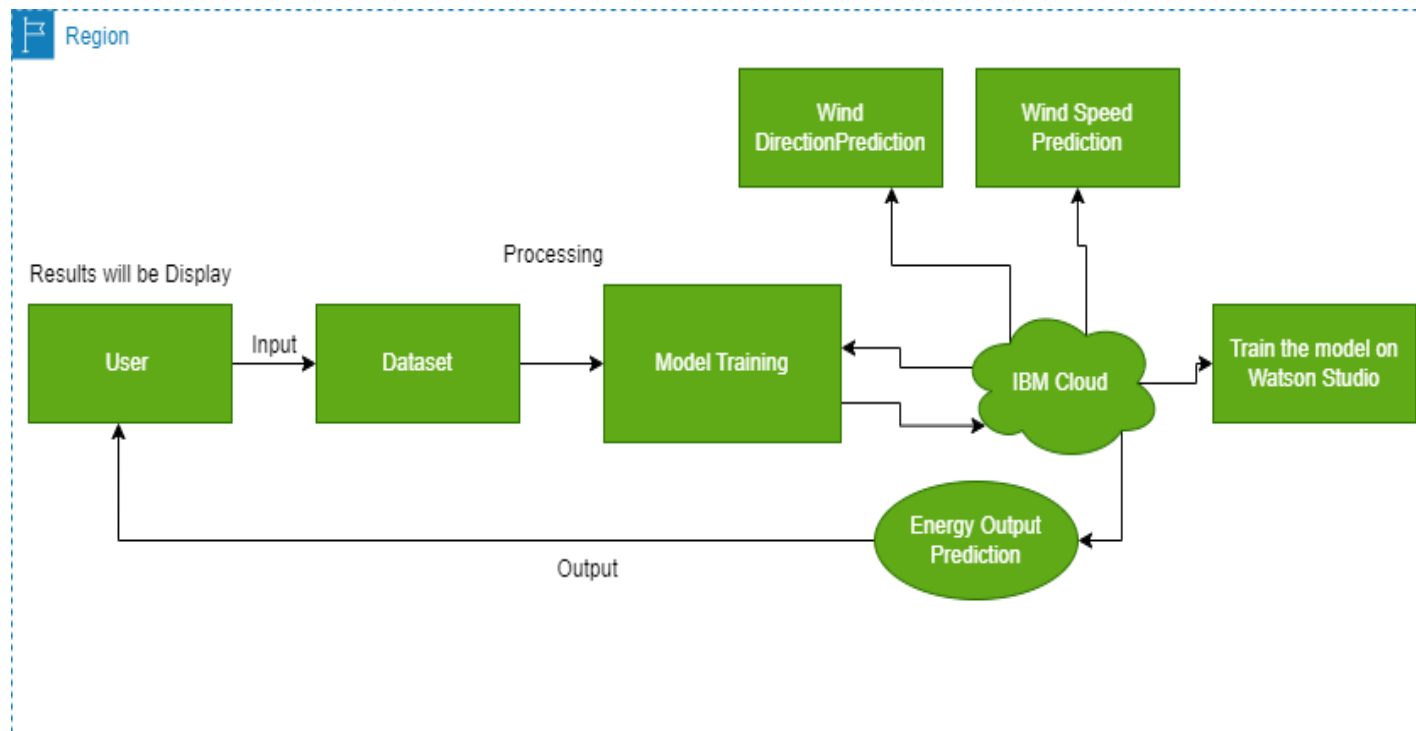 Region
Wind
DirectionPrediction
Wind Speed
Prediction
Processing
Results will be Display
User
Input
Dataset
Model Training
IBM Cloud
Train the model on
Watson Studio
Energy Output
Prediction
Output